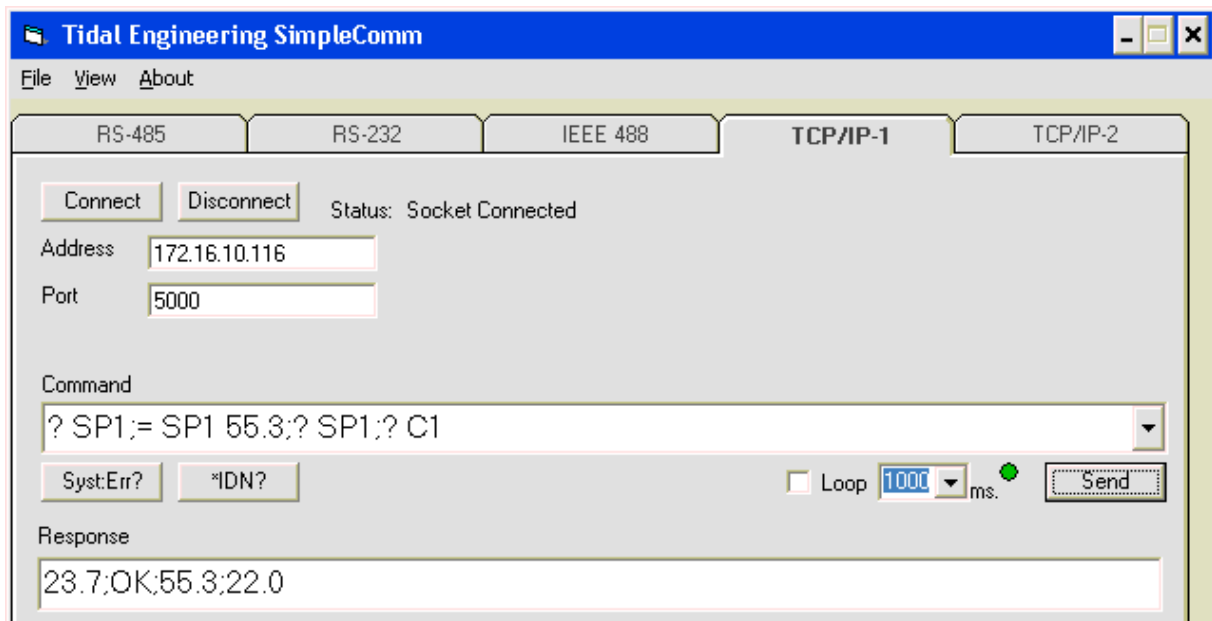 Tidal Engineering SimpleComm
File View About
RS-485 RS-232 IEEE 488 TCP/IP-1 TCP/IP-2
Connect Disconnect Status: Socket Connected
Address 172.16.10.116
Port 5000
Command
? SP1;= SP1 55.3;? SP1;? C1
Syst:Err? *IDN? Loop 1000 ms. Send
Response
23.7;OK;55.3;22.0